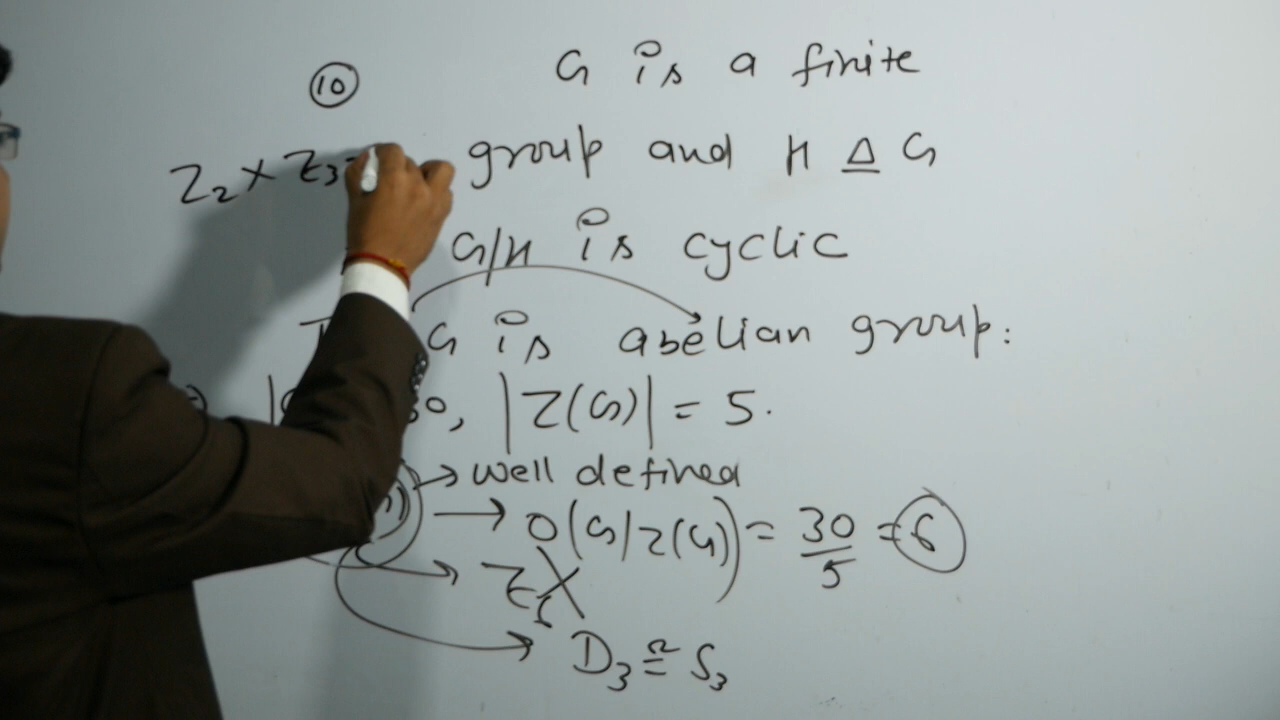 ⑩ G is a finite
Z₂ × Z₃ group and H Δ G
G/H is cyclic
G is abelian group.
|Z(G)| = 5.
→ well defined
→ O(G/Z(G)) = 30/5 = 6
→ Z₆
→ D₃ ≅ S₃